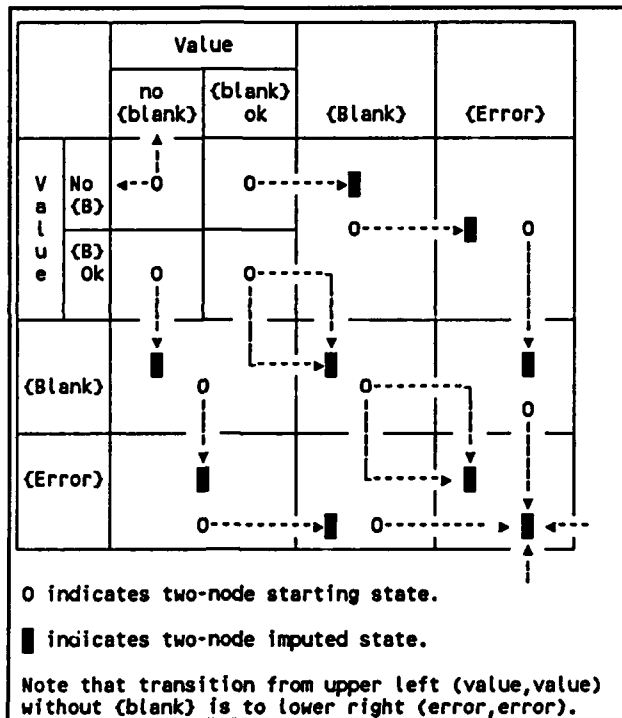 Value
no {blank}
{blank} ok
{Blank}
{Error}
Value
No {B}
{B} Ok
{Blank}
{Error}
O indicates two-node starting state.
indicates two-node imputed state.
Note that transition from upper left (value,value)
without {blank} is to lower right (error,error).